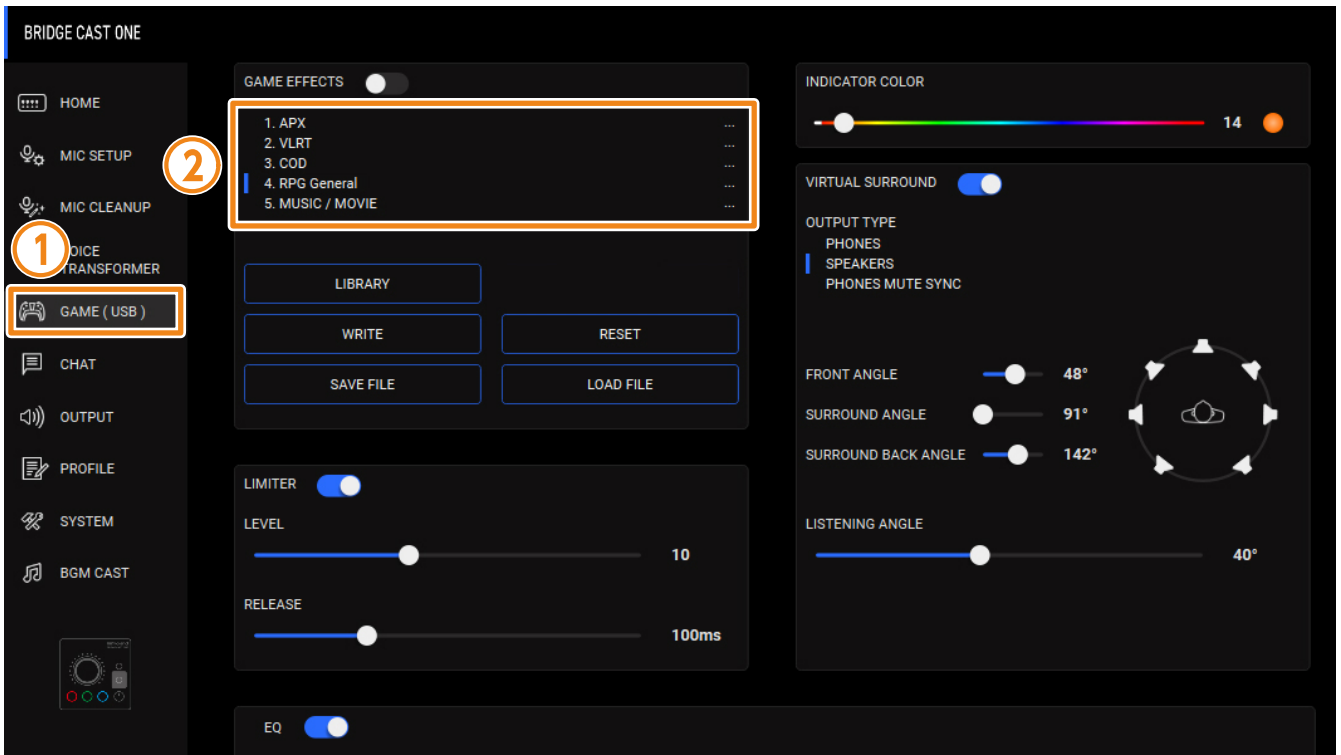 BRIDGE CAST ONE
HOME
MIC SETUP
MIC CLEANUP
1
OICE
TRANSFORMER
GAME ( USB )
CHAT
OUTPUT
PROFILE
SYSTEM
BGM CAST
GAME EFFECTS
2
1. APX ...
2. VLRT ...
3. COD ...
4. RPG General ...
5. MUSIC / MOVIE ...
LIBRARY
WRITE
RESET
SAVE FILE
LOAD FILE
LIMITER
LEVEL
10
RELEASE
100ms
EQ
INDICATOR COLOR
14
VIRTUAL SURROUND
OUTPUT TYPE
PHONES
SPEAKERS
PHONES MUTE SYNC
FRONT ANGLE 48°
SURROUND ANGLE 91°
SURROUND BACK ANGLE 142°
LISTENING ANGLE
40°